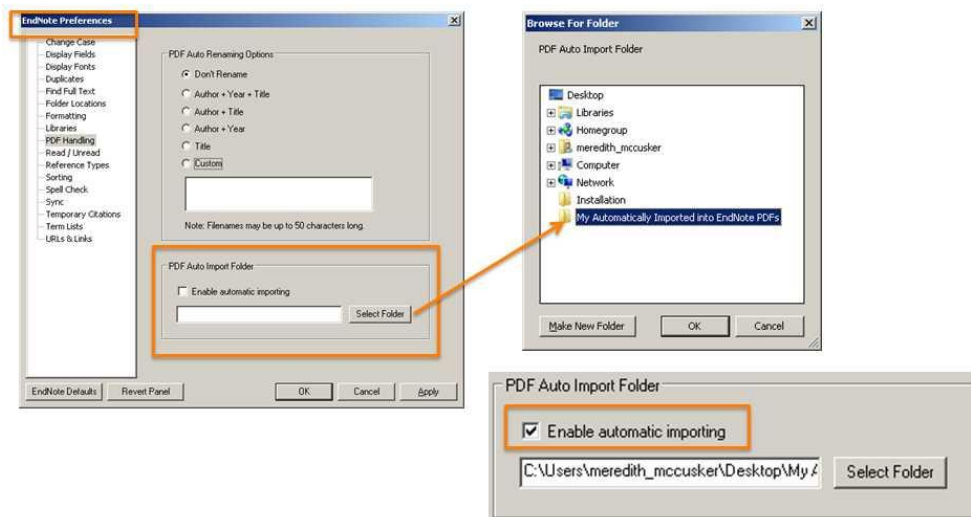 EndNote Preferences
Change Case
Display Fields
Display Fonts
Duplicates
Find Full Text
Folder Locations
Formatting
Libraries
PDF Handling
Read / Unread
Reference Types
Sorting
Spell Check
Sync
Temporary Citations
Term Lists
URLs & Links
PDF Auto Renaming Options
Don't Rename
Author + Year + Title
Author + Title
Author + Year
Title
Custom
Note: Filenames may be up to 50 characters long.
PDF Auto Import Folder
Enable automatic importing
Select Folder
EndNote Defaults Revert Panel OK Cancel Apply
Browse For Folder
PDF Auto Import Folder
Desktop
Libraries
Homegroup
meredith_mccusker
Computer
Network
Installation
My Automatically Imported into EndNote PDFs
Make New Folder OK Cancel
PDF Auto Import Folder
Enable automatic importing
C:\Users\meredith_mccusker\Desktop\My A Select Folder